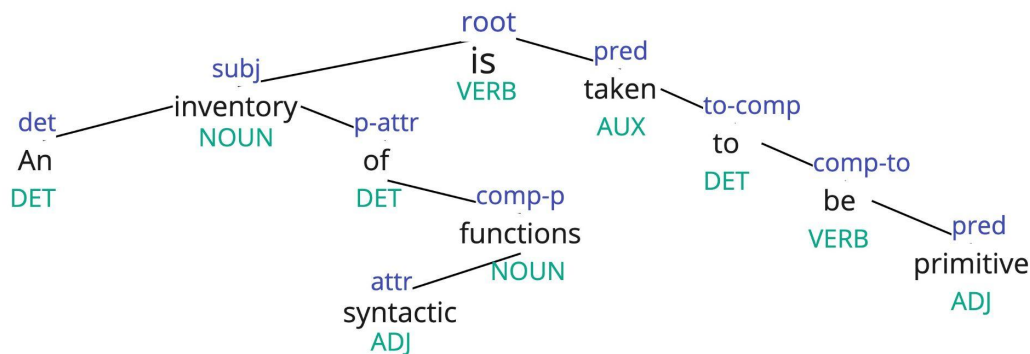 root
is
VERB
subj
inventory
NOUN
pred
taken
AUX
det
An
DET
p-attr
of
DET
to-comp
to
DET
comp-to
be
VERB
comp-p
functions
NOUN
pred
primitive
ADJ
attr
syntactic
ADJ